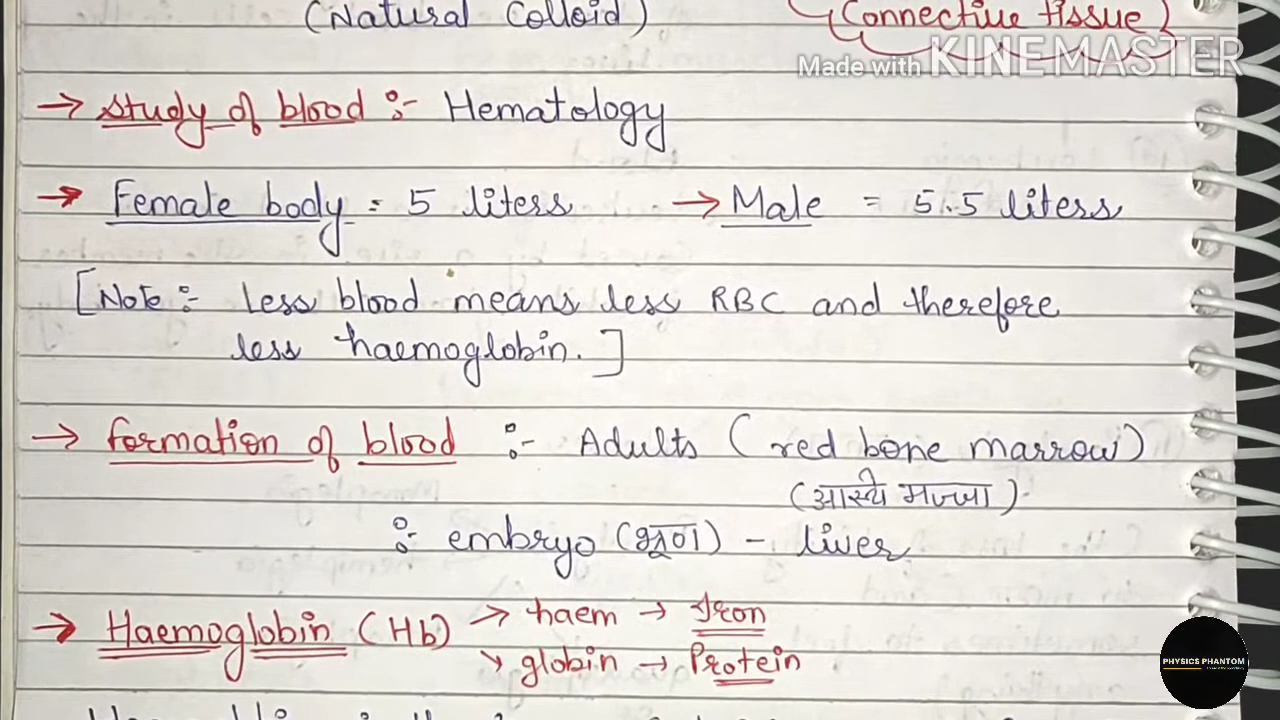 (Natural Colloid) (Connective tissue)
Made with KINEMASTER
→ Study of blood :- Hematology
→ Female body = 5 liters → Male = 5.5 liters
[Note :- less blood means less RBC and therefore
less haemoglobin.]
→ formation of blood :- Adults (red bone marrow)
(आस्थि मज्जा)
:- embryo (भ्रूण) - liver
→ Haemoglobin (Hb) → haem → Iron
↘ globin → Protein
PHYSICS PHANTOM